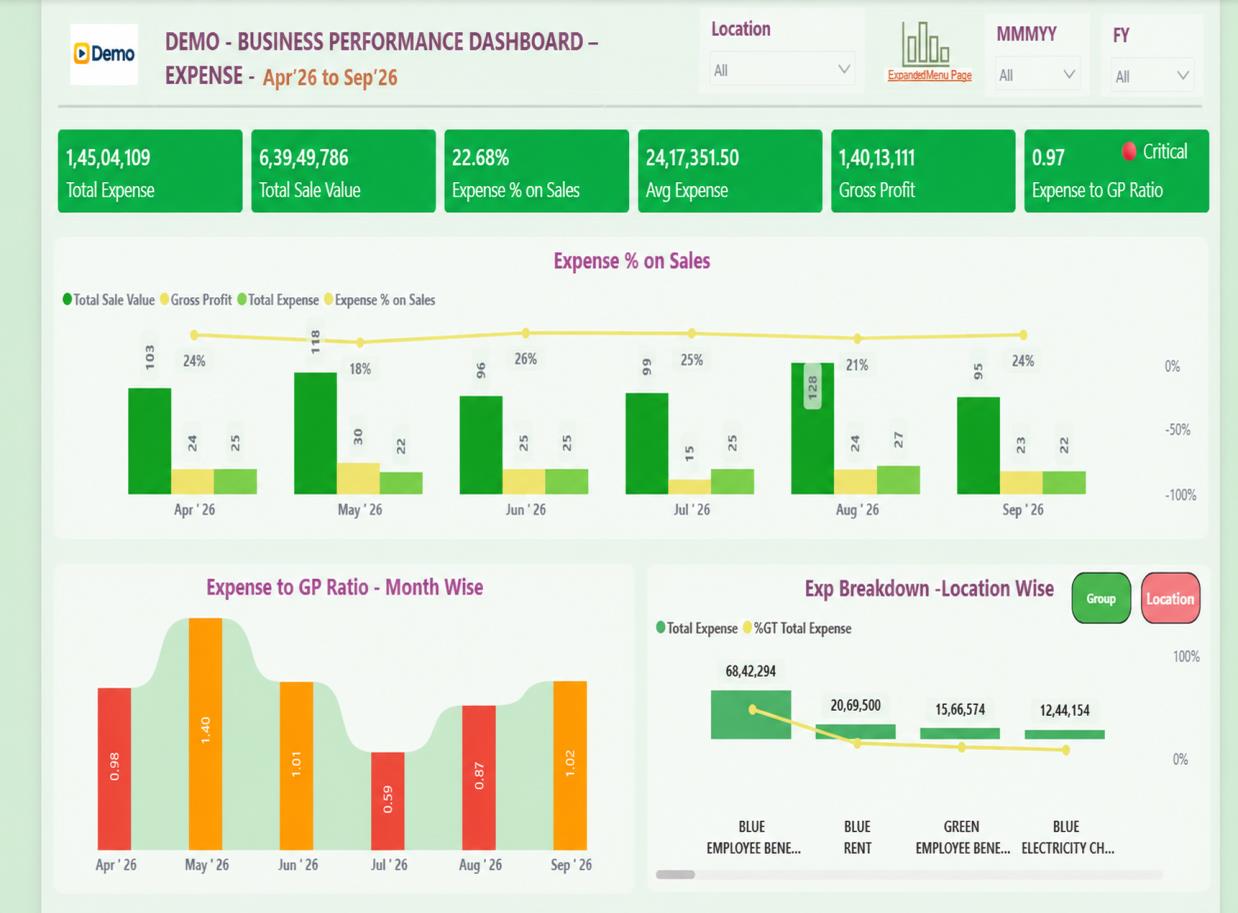 Demo
DEMO - BUSINESS PERFORMANCE DASHBOARD –
EXPENSE - Apr’26 to Sep’26
Location
All
ExpandedMenu Page
MMMYY
All
FY
All
1,45,04,109
Total Expense
6,39,49,786
Total Sale Value
22.68%
Expense % on Sales
24,17,351.50
Avg Expense
1,40,13,111
Gross Profit
0.97
Critical
Expense to GP Ratio
Expense % on Sales
Total Sale Value Gross Profit Total Expense Expense % on Sales
103 24% 24 25
118 18% 30 22
96 26% 25 25
99 25% 15 25
128 21% 24 27
95 24% 23 22
0%
-50%
-100%
Apr ' 26 May ' 26 Jun ' 26 Jul ' 26 Aug ' 26 Sep ' 26
Expense to GP Ratio - Month Wise
0.98 1.40 1.01 0.59 0.87 1.02
Apr ' 26 May ' 26 Jun ' 26 Jul ' 26 Aug ' 26 Sep ' 26
Exp Breakdown -Location Wise
Group
Location
Total Expense %GT Total Expense
100%
0%
68,42,294 20,69,500 15,66,574 12,44,154
BLUE BLUE GREEN BLUE
EMPLOYEE BENE... RENT EMPLOYEE BENE... ELECTRICITY CH...